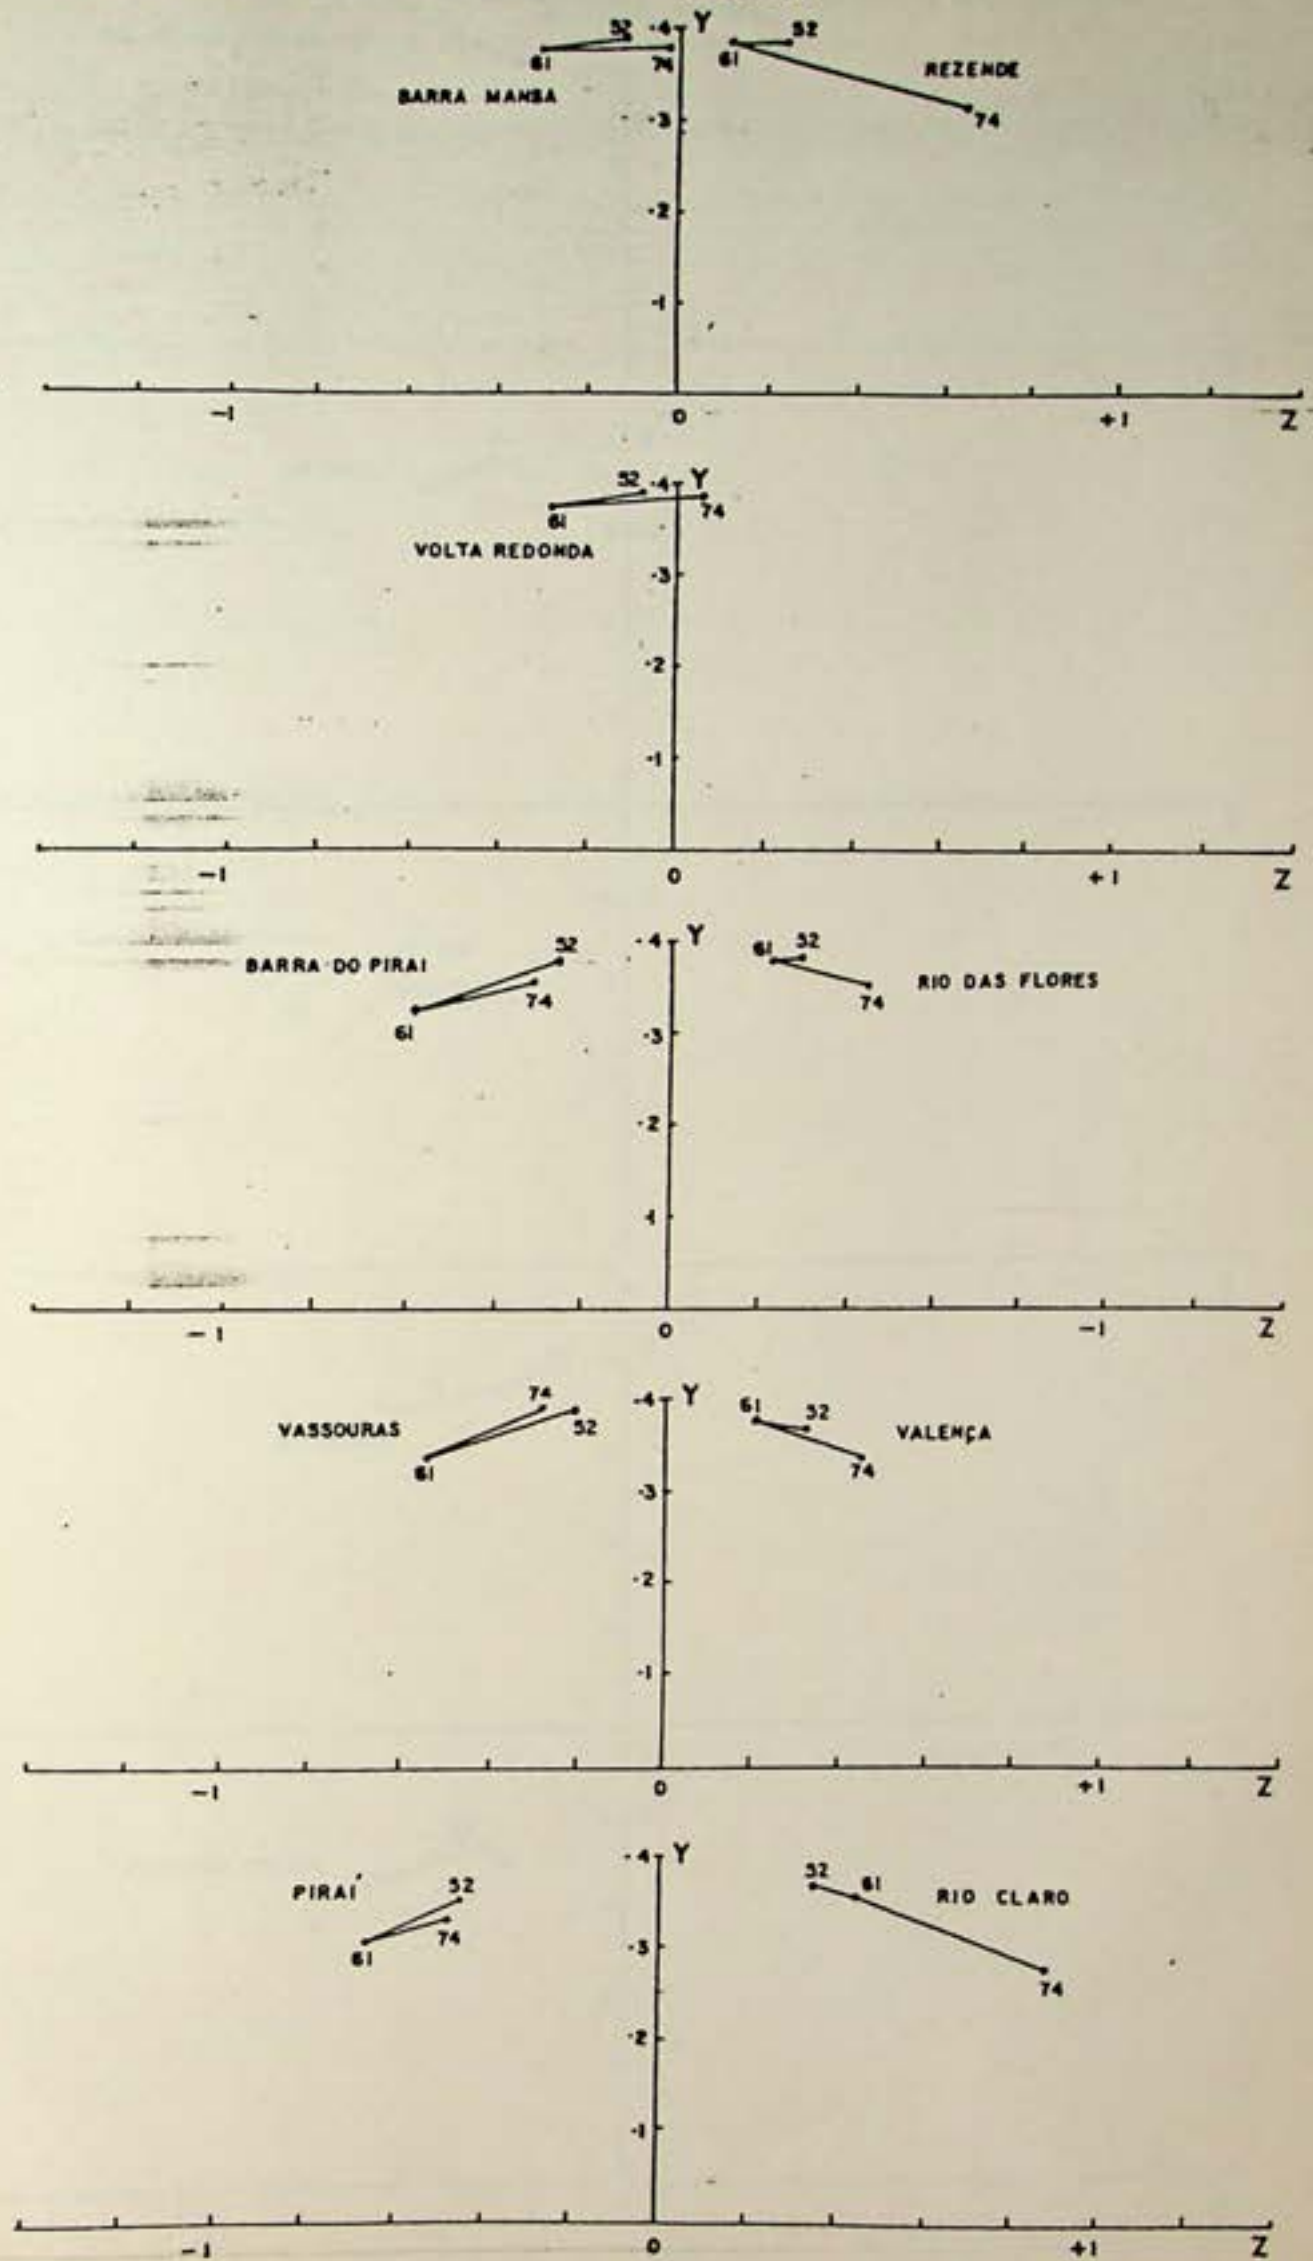 52 .4 Y 52
61 74 61 REZENDE
BARRA MANSA
.3 74
.2
.1
-1 0 +1 Z
52 .4 Y
61 74
VOLTA REDONDA
.3
.2
.1
-1 0 +1 Z
BARRA DO PIRAI 52 .4 Y 61 52
74 74 RIO DAS FLORES
61 .3
.2
.1
-1 0 -1 Z
74 .4 Y 61 52
VASSOURAS 52 VALENÇA
61 74
.3
.2
.1
-1 0 +1 Z
.4 Y
PIRAÍ 52 52 61 RIO CLARO
74
61 .3
74
.2
.1
-1 0 +1 Z